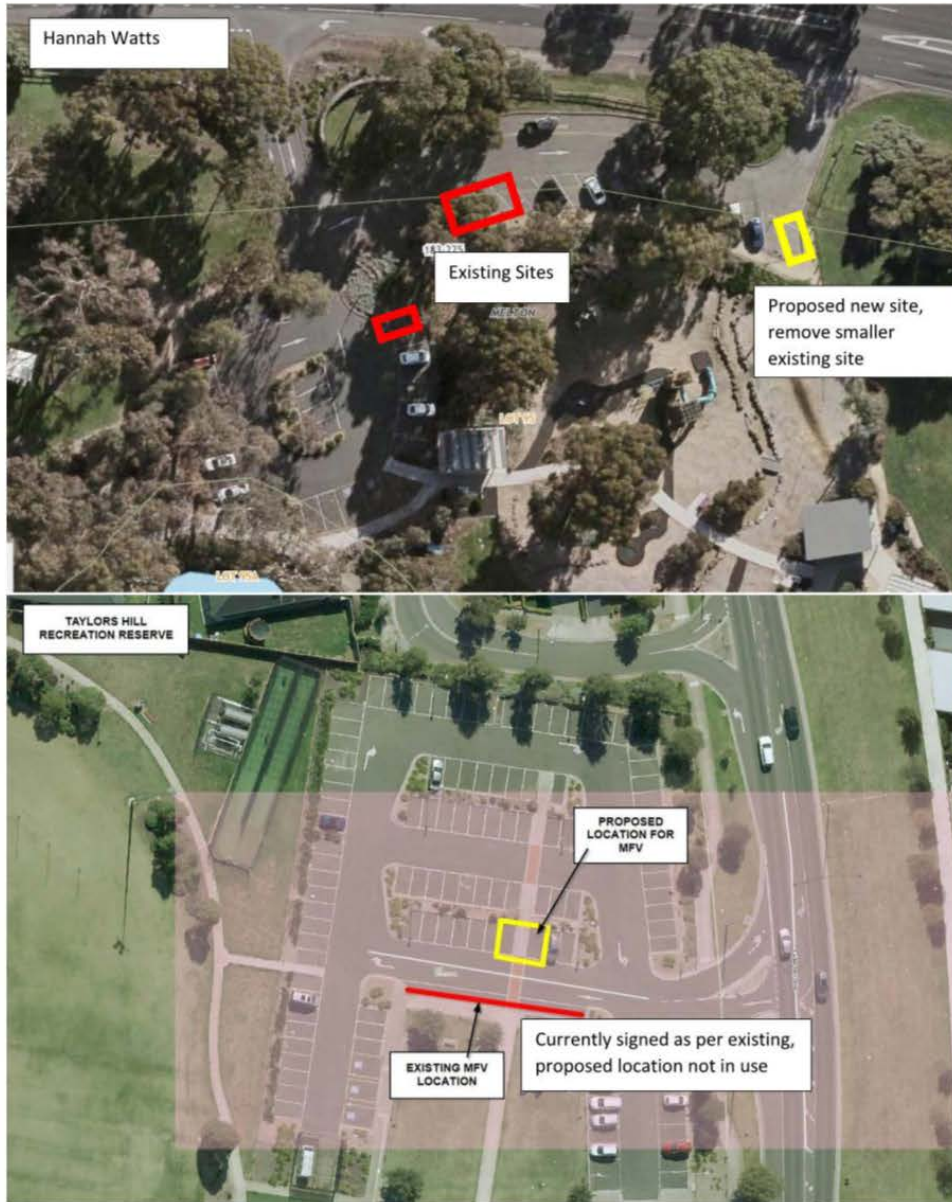 Hannah Watts
Existing Sites
MELTON
Proposed new site,
remove smaller
existing site
TAYLORS HILL
RECREATION RESERVE
PROPOSED
LOCATION FOR
MFV
EXISTING MFV
LOCATION
Currently signed as per existing,
proposed location not in use